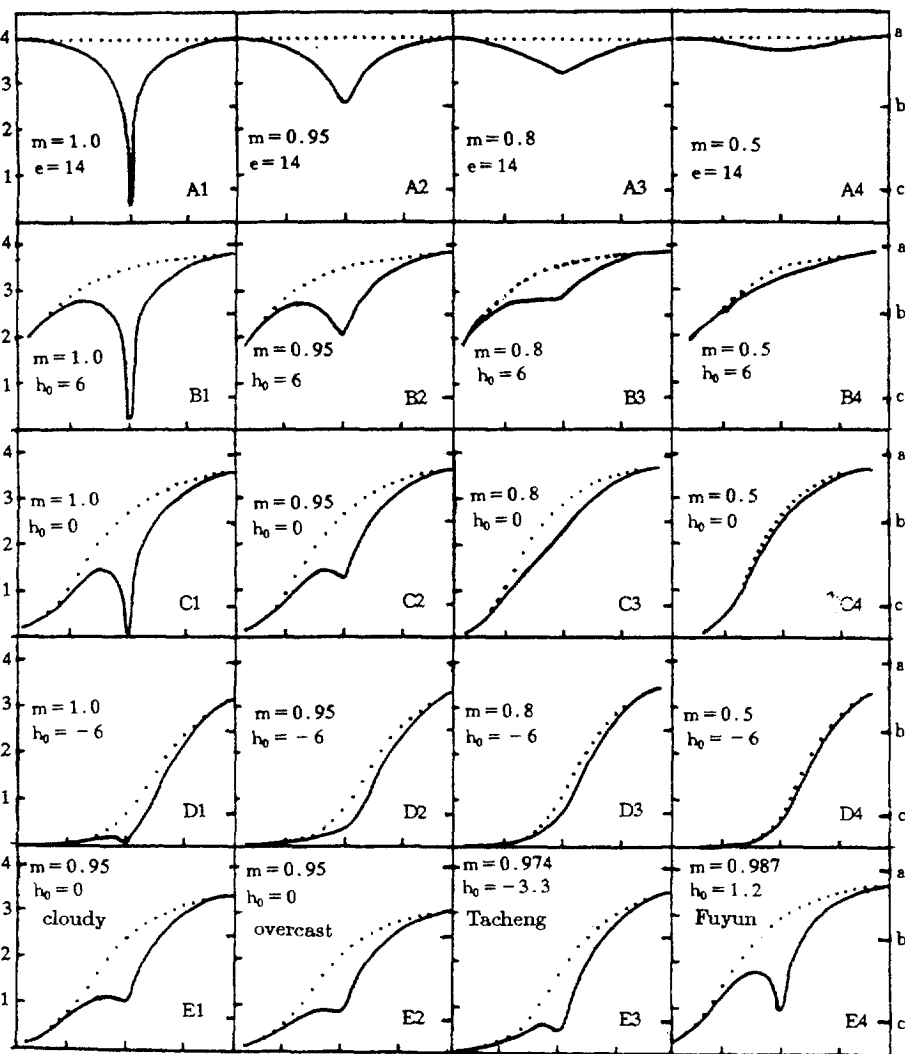 4 a
3 b
m=1.0 m=0.95 m=0.8 m=0.5
e=14 e=14 e=14 e=14
1 A1 A2 A3 A4 c
4 a
3 b
2
m=1.0 m=0.95 m=0.8 m=0.5
h₀=6 h₀=6 h₀=6 h₀=6
1 B1 B2 B3 B4 c
4 a
3 m=1.0 m=0.95 m=0.8 m=0.5
h₀=0 h₀=0 h₀=0 h₀=0 b
2
1 C1 C2 C3 C4 c
4 a
3 m=1.0 m=0.95 m=0.8 m=0.5
h₀=-6 h₀=-6 h₀=-6 h₀=-6 b
2
1 D1 D2 D3 D4 c
4 m=0.95 m=0.95 m=0.974 m=0.987 a
h₀=0 h₀=0 h₀=-3.3 h₀=1.2
3 cloudy overcast Tacheng Fuyun
2 b
1 E1 E2 E3 E4 c